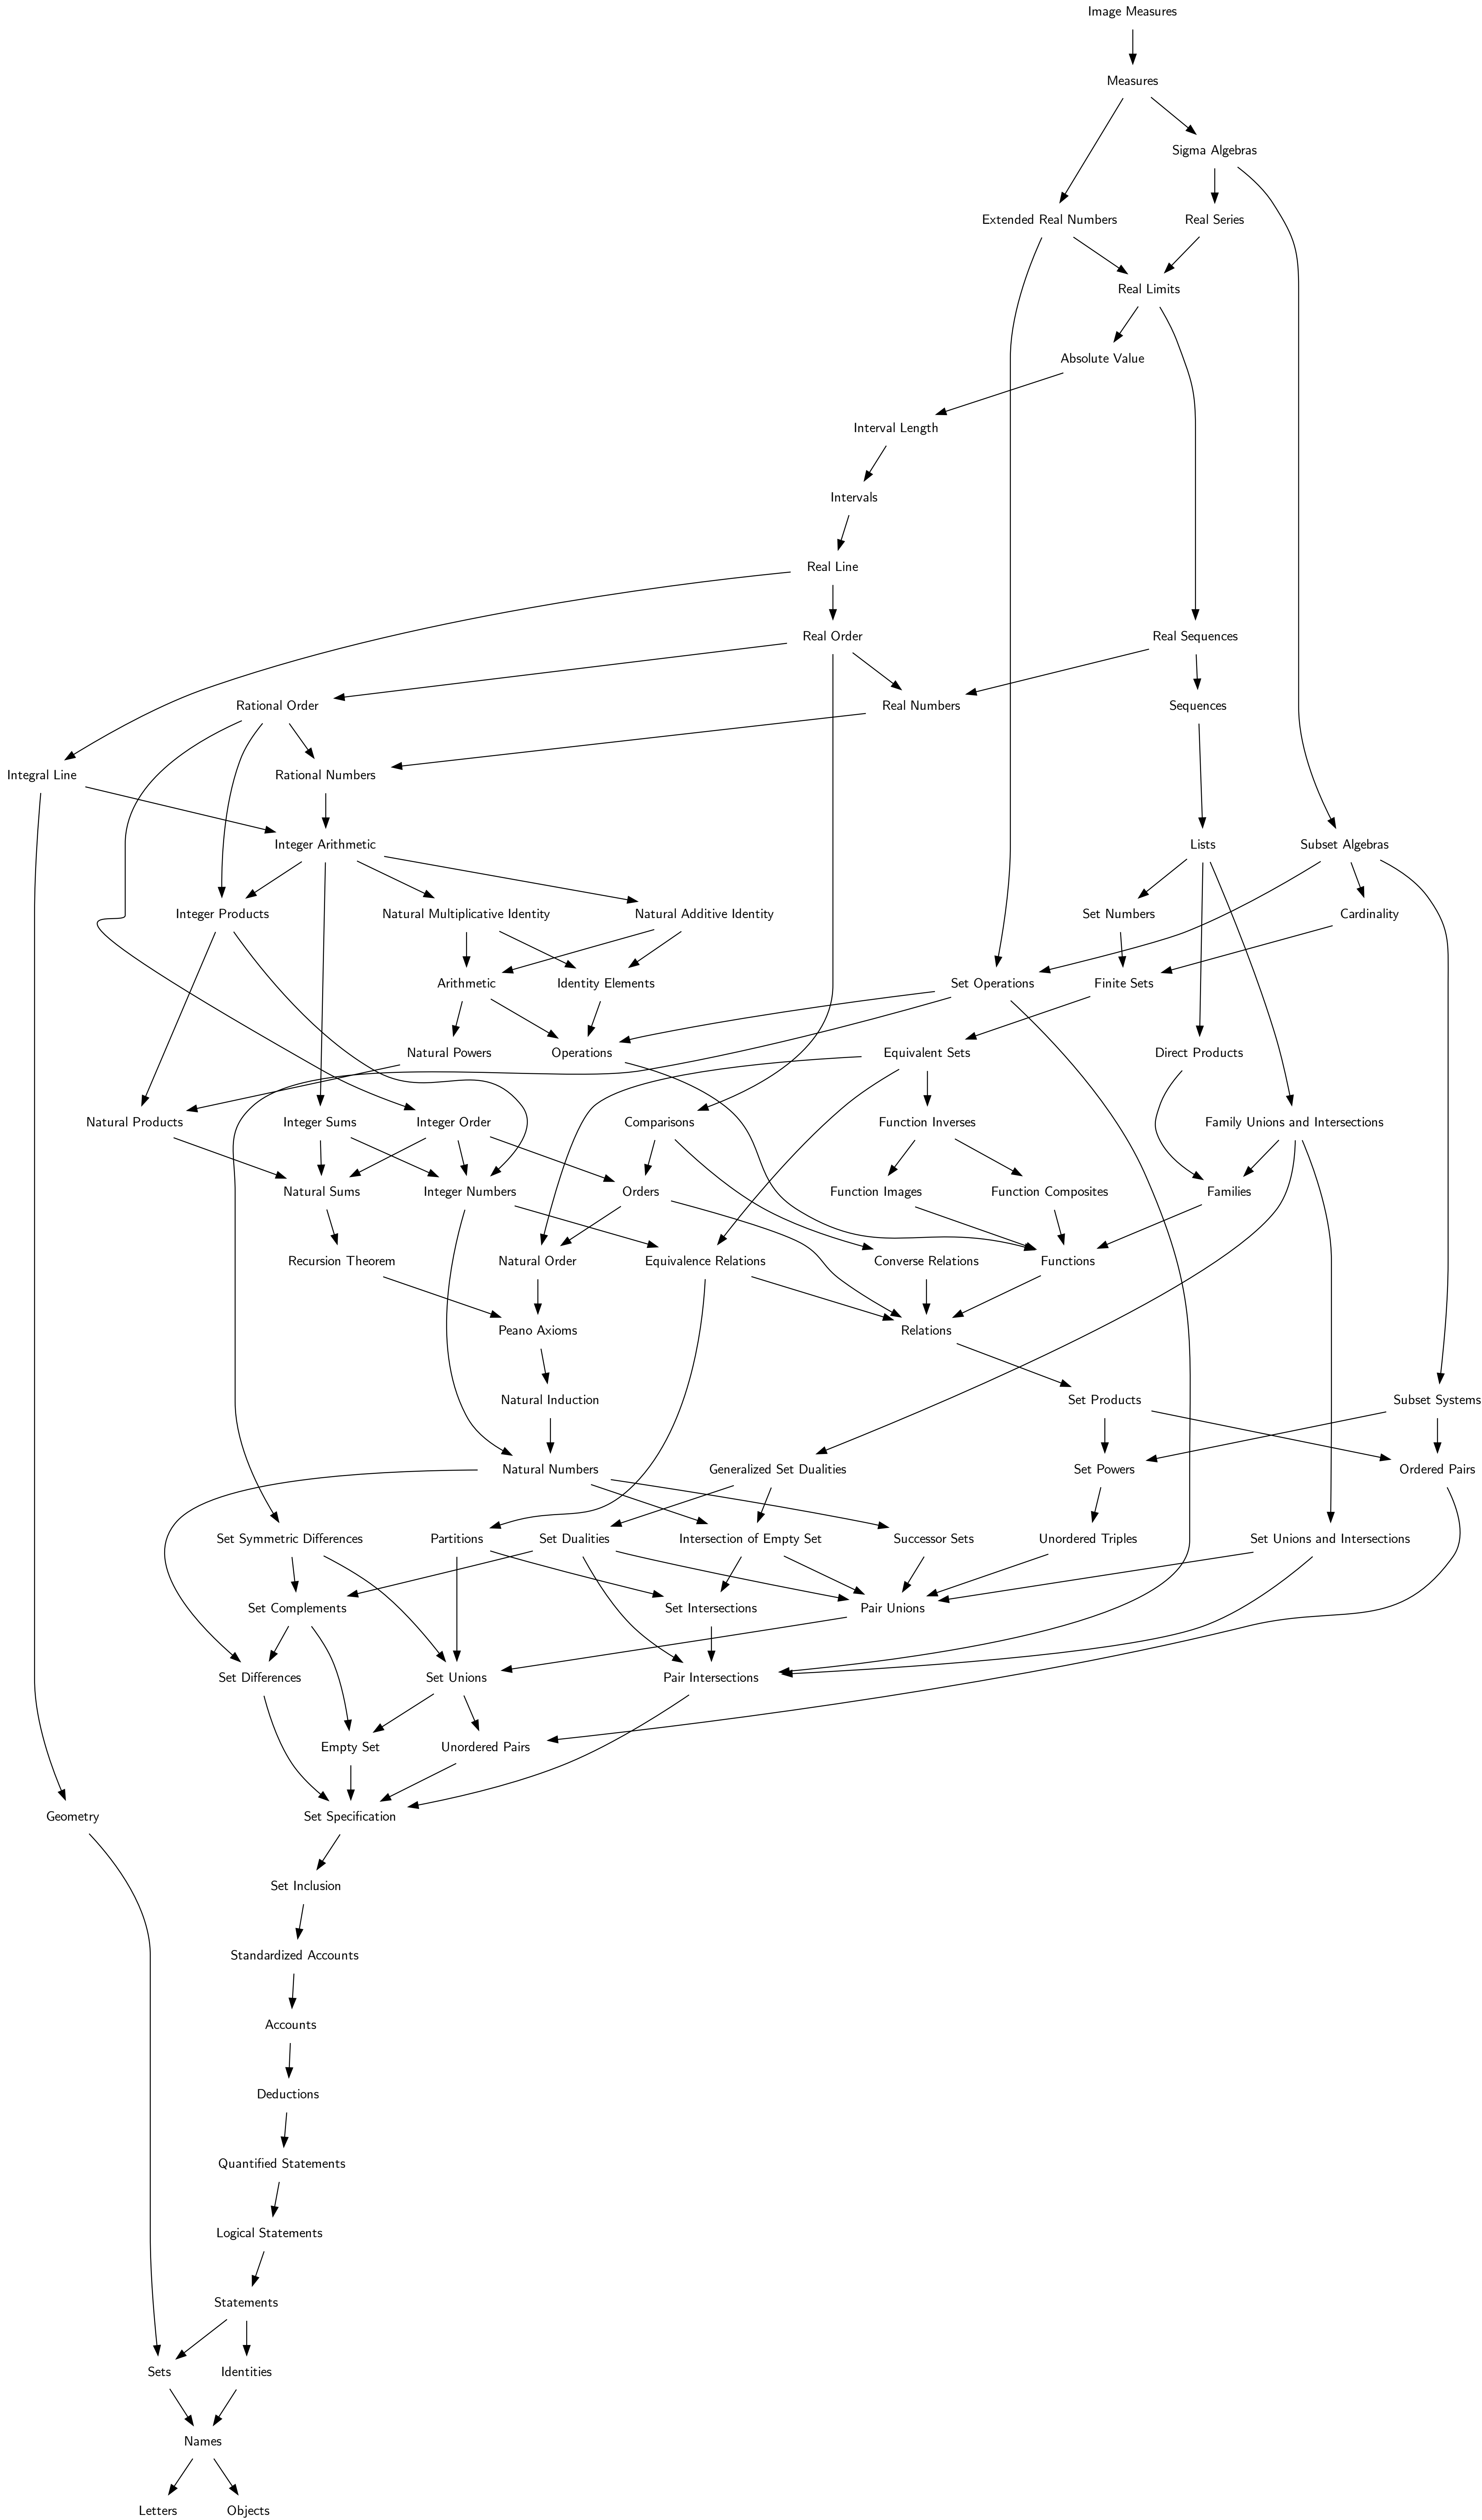 Image Measures
Measures
Sigma Algebras
Extended Real Numbers
Real Series
Real Limits
Absolute Value
Interval Length
Intervals
Real Line
Real Order
Real Sequences
Rational Order
Real Numbers
Sequences
Integral Line
Rational Numbers
Integer Arithmetic
Lists
Subset Algebras
Integer Products
Natural Multiplicative Identity
Natural Additive Identity
Set Numbers
Cardinality
Arithmetic
Identity Elements
Set Operations
Finite Sets
Natural Powers
Operations
Equivalent Sets
Direct Products
Natural Products
Integer Sums
Integer Order
Comparisons
Function Inverses
Family Unions and Intersections
Natural Sums
Integer Numbers
Orders
Function Images
Function Composites
Families
Recursion Theorem
Natural Order
Equivalence Relations
Converse Relations
Functions
Peano Axioms
Relations
Natural Induction
Set Products
Subset Systems
Natural Numbers
Generalized Set Dualities
Set Powers
Ordered Pairs
Set Symmetric Differences
Partitions
Set Dualities
Intersection of Empty Set
Successor Sets
Unordered Triples
Set Unions and Intersections
Set Complements
Set Intersections
Pair Unions
Set Differences
Set Unions
Pair Intersections
Empty Set
Unordered Pairs
Geometry
Set Specification
Set Inclusion
Standardized Accounts
Accounts
Deductions
Quantified Statements
Logical Statements
Statements
Sets
Identities
Names
Letters
Objects